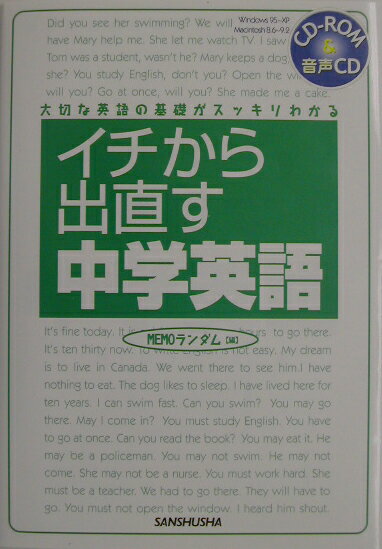 Did you see her swimming? We will
have Mary help me. She let me watch TV. I saw
Tom was a student, wasn't he? Mary keeps a dog
she? You study English, don't you? Open the win
will you? Go at once, will you? She made me a cake.
Windows 95~XP
Macintosh 8.6~9.2
CD-ROM
&
音声CD
大切な英語の基礎がスッキリわかる
イチから
出直す
中学英語
MEMOランダム[編]
It's fine today. It is hours to go there.
It's ten thirty now. To write English is not easy. My dream
is to live in Canada. We went there to see him. I have
nothing to eat. The dog likes to sleep. I have lived here for
ten years. I can swim fast. Can you swim? You may go
there. May I come in? You must study English. You have
to go at once. Can you read the book? You may eat it. He
may be a policeman. You may not swim. He may not
come. She may not be a nurse. You must work hard. She
must be a teacher. We had to go there. They will have to
go. You must not open the window. I heard him shout.
SANSHUSHA